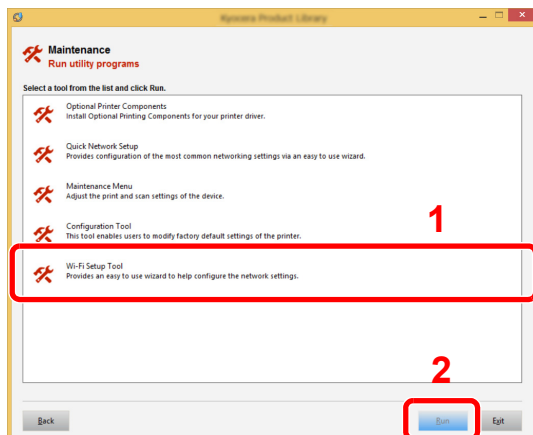 Kyocera Product Library
Maintenance
Run utility programs
Select a tool from the list and click Run.
Optional Printer Components
Install Optional Printing Components for your printer driver.
Quick Network Setup
Provides configuration of the most common networking settings via an easy to use wizard.
Maintenance Menu
Adjust the print and scan settings of the device.
Configuration Tool
This tool enables users to modify factory default settings of the printer.
1
Wi-Fi Setup Tool
Provides an easy to use wizard to help configure the network settings.
2
Back
Run
Exit